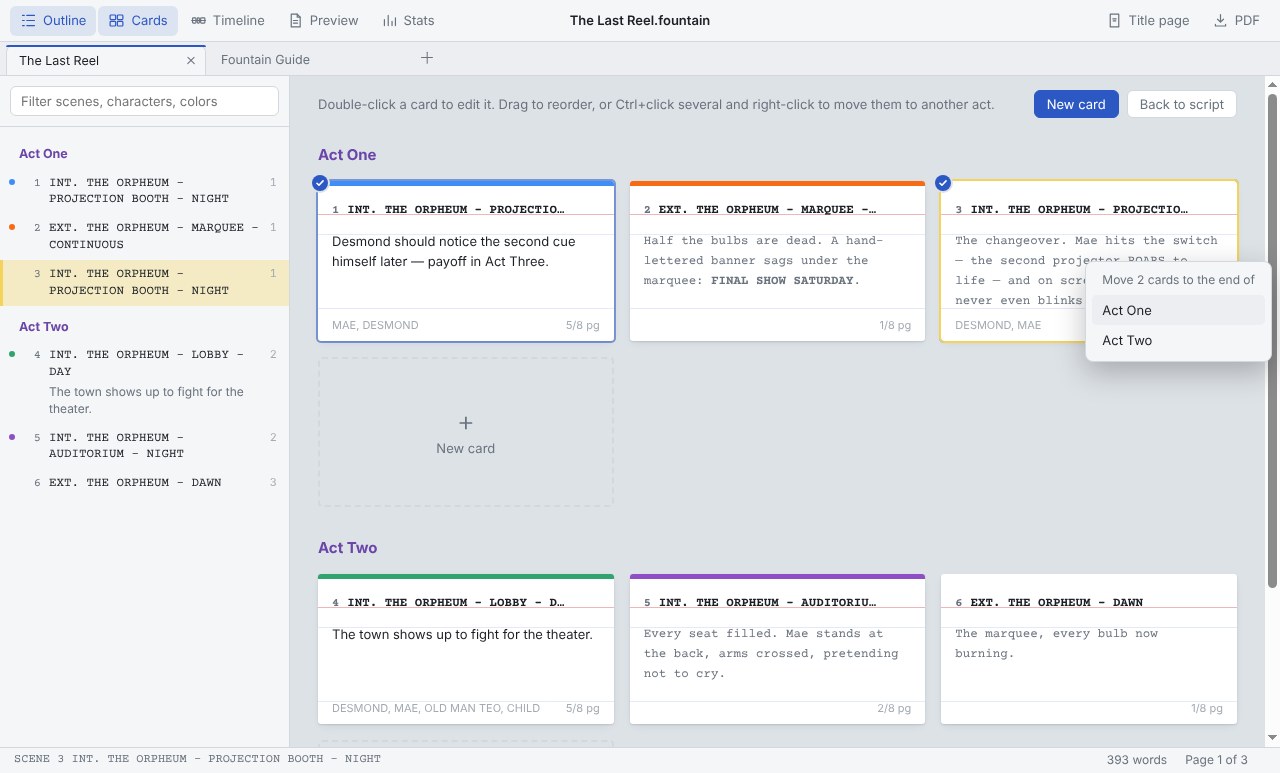 Outline
Cards
Timeline
Preview
Stats
The Last Reel.fountain
Title page
PDF
The Last Reel
Fountain Guide
Filter scenes, characters, colors
Act One
1 INT. THE ORPHEUM - PROJECTION BOOTH - NIGHT 1
2 EXT. THE ORPHEUM - MARQUEE - CONTINUOUS 1
3 INT. THE ORPHEUM - PROJECTION BOOTH - NIGHT 1
Act Two
4 INT. THE ORPHEUM - LOBBY - DAY 2
The town shows up to fight for the theater.
5 INT. THE ORPHEUM - AUDITORIUM - NIGHT 2
6 EXT. THE ORPHEUM - DAWN 3
Double-click a card to edit it. Drag to reorder, or Ctrl+click several and right-click to move them to another act.
New card
Back to script
Act One
1 INT. THE ORPHEUM - PROJECTIO…
Desmond should notice the second cue
himself later — payoff in Act Three.
MAE, DESMOND 5/8 pg
2 EXT. THE ORPHEUM - MARQUEE -…
Half the bulbs are dead. A hand-
lettered banner sags under the
marquee: FINAL SHOW SATURDAY.
1/8 pg
3 INT. THE ORPHEUM - PROJECTIO…
The changeover. Mae hits the switch
— the second projector ROARS to
life — and on scre
never even blinks
DESMOND, MAE
Move 2 cards to the end of
Act One
Act Two
New card
Act Two
4 INT. THE ORPHEUM - LOBBY - D…
The town shows up to fight for the theater.
DESMOND, MAE, OLD MAN TEO, CHILD 5/8 pg
5 INT. THE ORPHEUM - AUDITORIU…
Every seat filled. Mae stands at
the back, arms crossed, pretending
not to cry.
2/8 pg
6 EXT. THE ORPHEUM - DAWN
The marquee, every bulb now
burning.
1/8 pg
SCENE 3 INT. THE ORPHEUM - PROJECTION BOOTH - NIGHT
393 words
Page 1 of 3